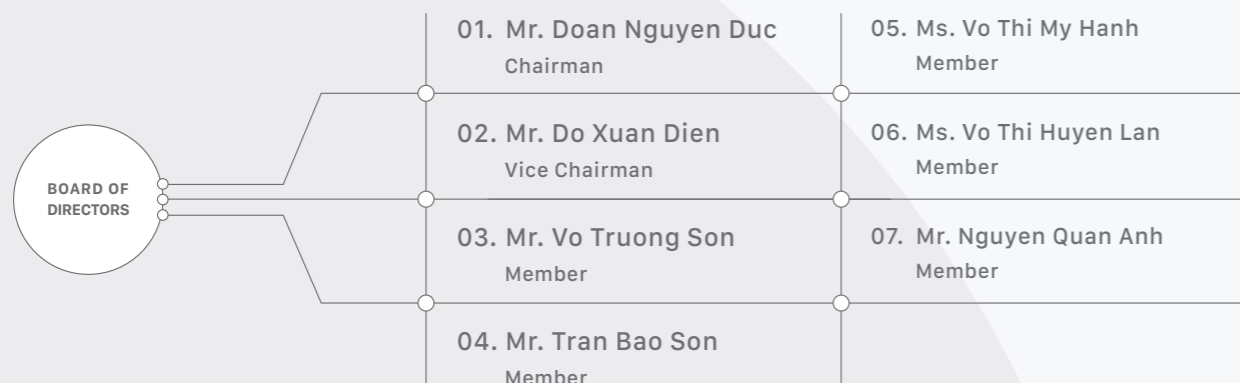 BOARD OF
DIRECTORS
01. Mr. Doan Nguyen Duc
Chairman
02. Mr. Do Xuan Dien
Vice Chairman
03. Mr. Vo Truong Son
Member
04. Mr. Tran Bao Son
Member
05. Ms. Vo Thi My Hanh
Member
06. Ms. Vo Thi Huyen Lan
Member
07. Mr. Nguyen Quan Anh
Member